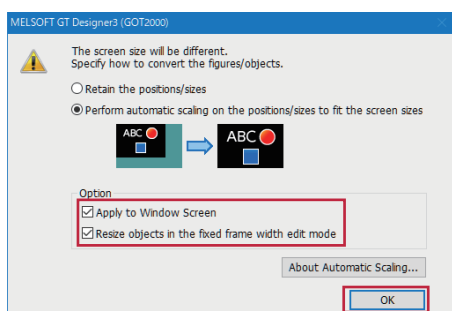 MELSOFT GT Designer3 (GOT2000)
The screen size will be different.
Specify how to convert the figures/objects.
Retain the positions/sizes
Perform automatic scaling on the positions/sizes to fit the screen sizes
ABC
ABC
Option
Apply to Window Screen
Resize objects in the fixed frame width edit mode
About Automatic Scaling...
OK